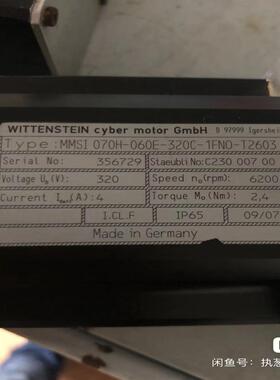 WITTENSTEIN cyber motor GmbH D 97999 Igersheim
Type: MMSI 070H-060E-320C-1FNO-T2603
Serial No: 356729 Staeubli No: C230 007 00
Voltage U (V): 320 Speed n (rpm): 6200
Current I (A): 4 Torque M (Nm): 2,4
I.CL.F IP65 09/07
Made in Germany
闲鱼号:执